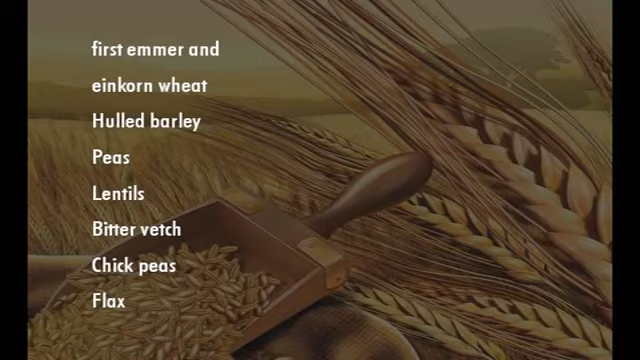 first emmer and
einkorn wheat
Hulled barley
Peas
Lentils
Bitter vetch
Chick peas
Flax